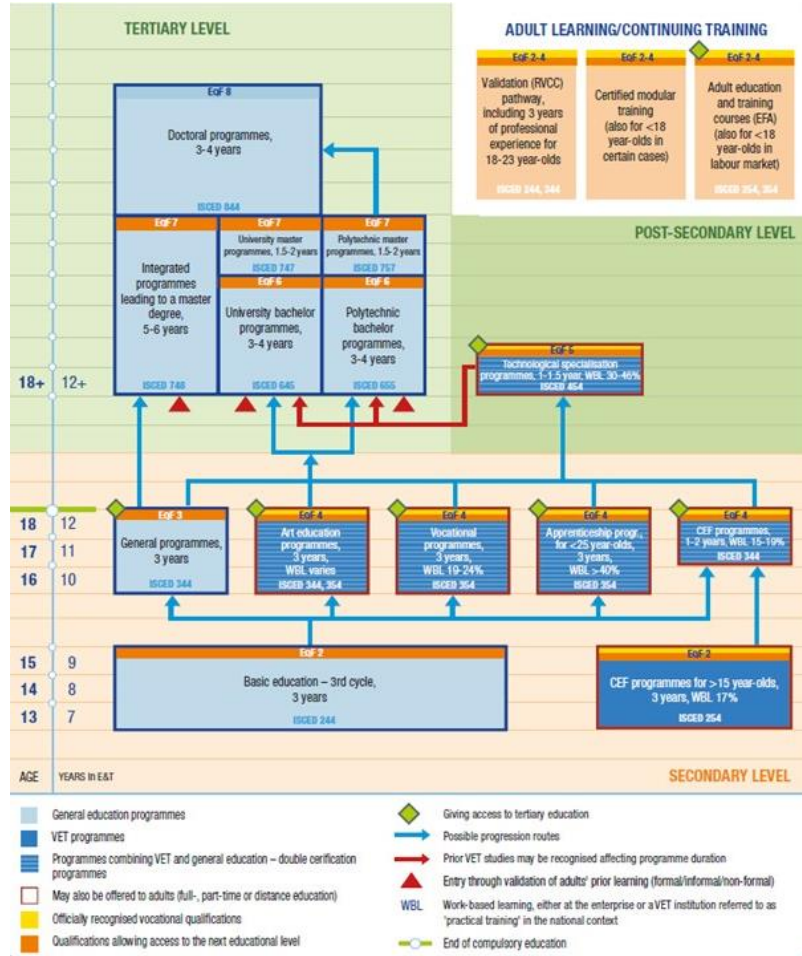 TERTIARY LEVEL
ADULT LEARNING/CONTINUING TRAINING
EqF 2-4
Validation (RVCC)
pathway,
including 3 years
of professional
experience for
18-23 year-olds
ISCED 244, 344
EqF 2-4
Certified modular
training
(also for <18
year-olds in
certain cases)
EqF 2-4
Adult education
and training
courses (EFA)
(also for <18
year-olds in
labour market)
ISCED 254, 354
POST-SECONDARY LEVEL
EqF 8
Doctoral programmes,
3-4 years
ISCED 844
EqF 7
Integrated
programmes
leading to a master
degree,
5-6 years
ISCED 748
EqF 7
University master
programmes, 1.5-2 years
ISCED 747
EqF 7
Polytechnic master
programmes, 1.5-2 years
ISCED 757
EqF 6
University bachelor
programmes,
3-4 years
ISCED 645
EqF 6
Polytechnic
bachelor
programmes,
3-4 years
ISCED 655
EqF 5
Technological specialisation
programmes, 1-1.5 year, WBL 30-46%
ISCED 454
18+ 12+
18 12
17 11
16 10
EqF 3
General programmes,
3 years
ISCED 344
EqF 4
Art education
programmes,
3 years,
WBL varies
ISCED 344, 354
EqF 4
Vocational
programmes,
3 years,
WBL 19-24%
ISCED 354
EqF 4
Apprenticeship progr.,
for <25 year-olds,
3 years,
WBL >40%
ISCED 354
EqF 4
CEF programmes,
1-2 years, WBL 15-19%
ISCED 344
15 9
14 8
13 7
EqF 2
Basic education – 3rd cycle,
3 years
ISCED 244
EqF 2
CEF programmes for >15 year-olds,
3 years, WBL 17%
ISCED 254
AGE YEARS in E&T
SECONDARY LEVEL
General education programmes
VET programmes
Programmes combining VET and general education – double cerification
programmes
May also be offered to adults (full-, part-time or distance education)
Officially recognised vocational qualifications
Qualifications allowing access to the next educational level
Giving access to tertiary education
Possible progression routes
Prior VET studies may be recognised affecting programme duration
Entry through validation of adults' prior learning (formal/informal/non-formal)
WBL Work-based learning, either at the enterprise or a VET institution referred to as
'practical training' in the national context
End of compulsory education